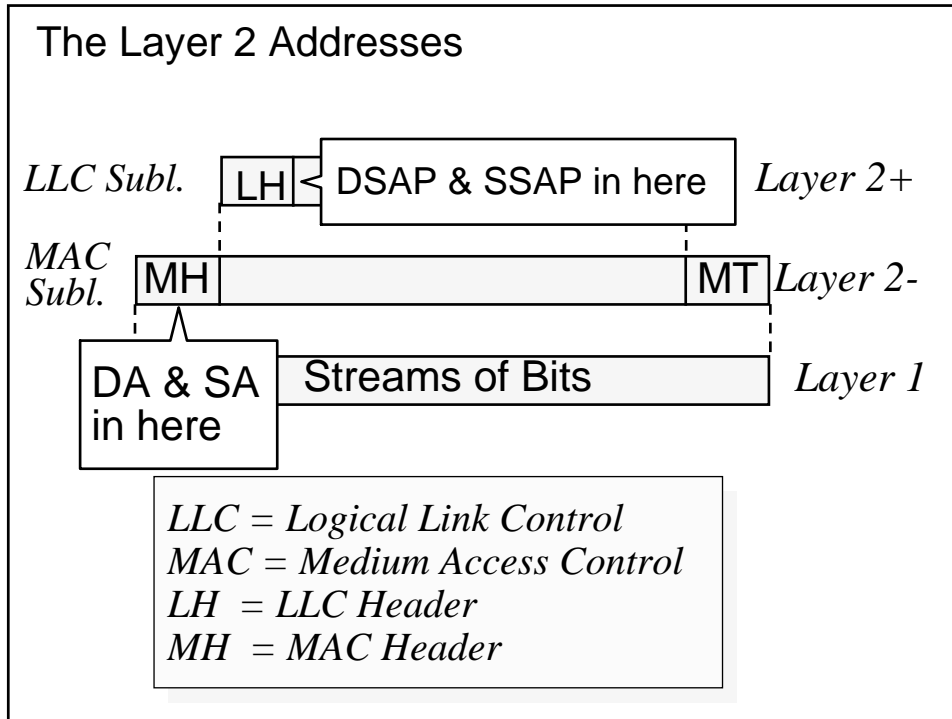 The Layer 2 Addresses
LLC Subl.
LH
DSAP & SSAP in here
Layer 2+
MAC
Subl.
MH
MT
Layer 2-
DA & SA
in here
Streams of Bits
Layer 1
LLC = Logical Link Control
MAC = Medium Access Control
LH = LLC Header
MH = MAC Header